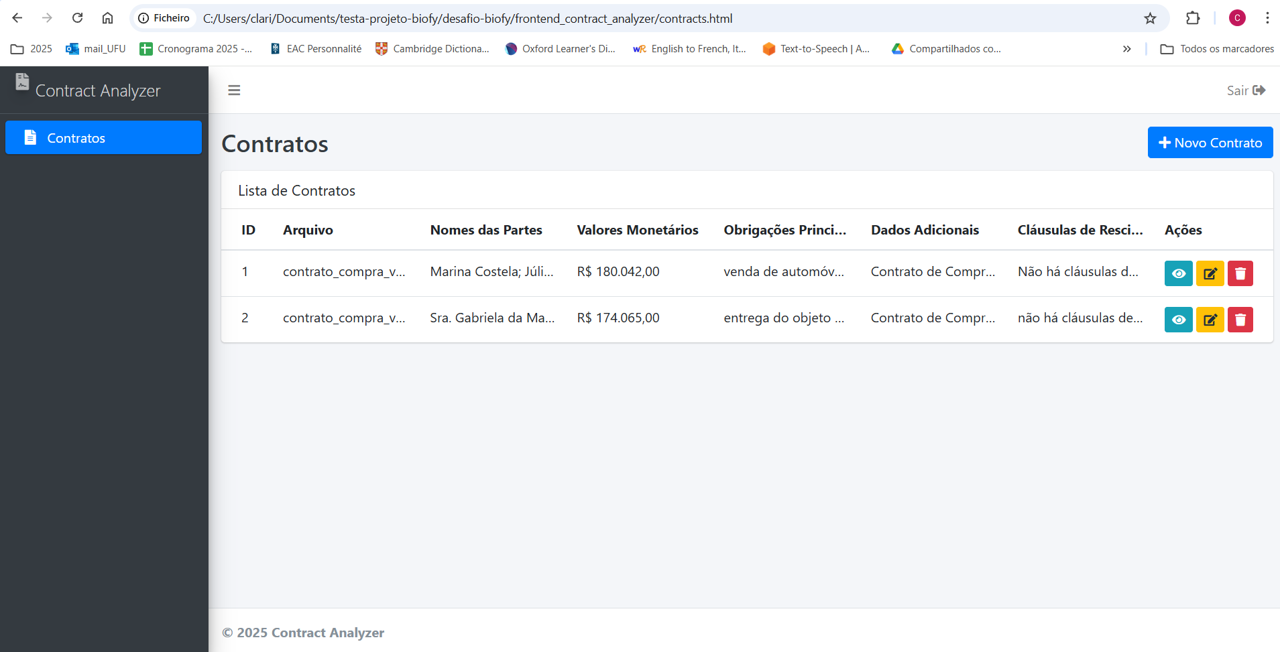 Ficheiro C:/Users/clari/Documents/testa-projeto-biofy/desafio-biofy/frontend_contract_analyzer/contracts.html C
2025 mail_UFU Cronograma 2025 -... EAC Personnalité Cambridge Dictiona... Oxford Learner's Di... wR English to French, It... Text-to-Speech | A... Compartilhados co... » Todos os marcadores
Contract Analyzer Sair
Contratos
Contratos + Novo Contrato
Lista de Contratos
ID Arquivo Nomes das Partes Valores Monetários Obrigações Princi... Dados Adicionais Cláusulas de Resci... Ações
1 contrato_compra_v... Marina Costela; Júli... R$ 180.042,00 venda de automóv... Contrato de Compr... Não há cláusulas d...
2 contrato_compra_v... Sra. Gabriela da Ma... R$ 174.065,00 entrega do objeto ... Contrato de Compr... não há cláusulas de...
© 2025 Contract Analyzer